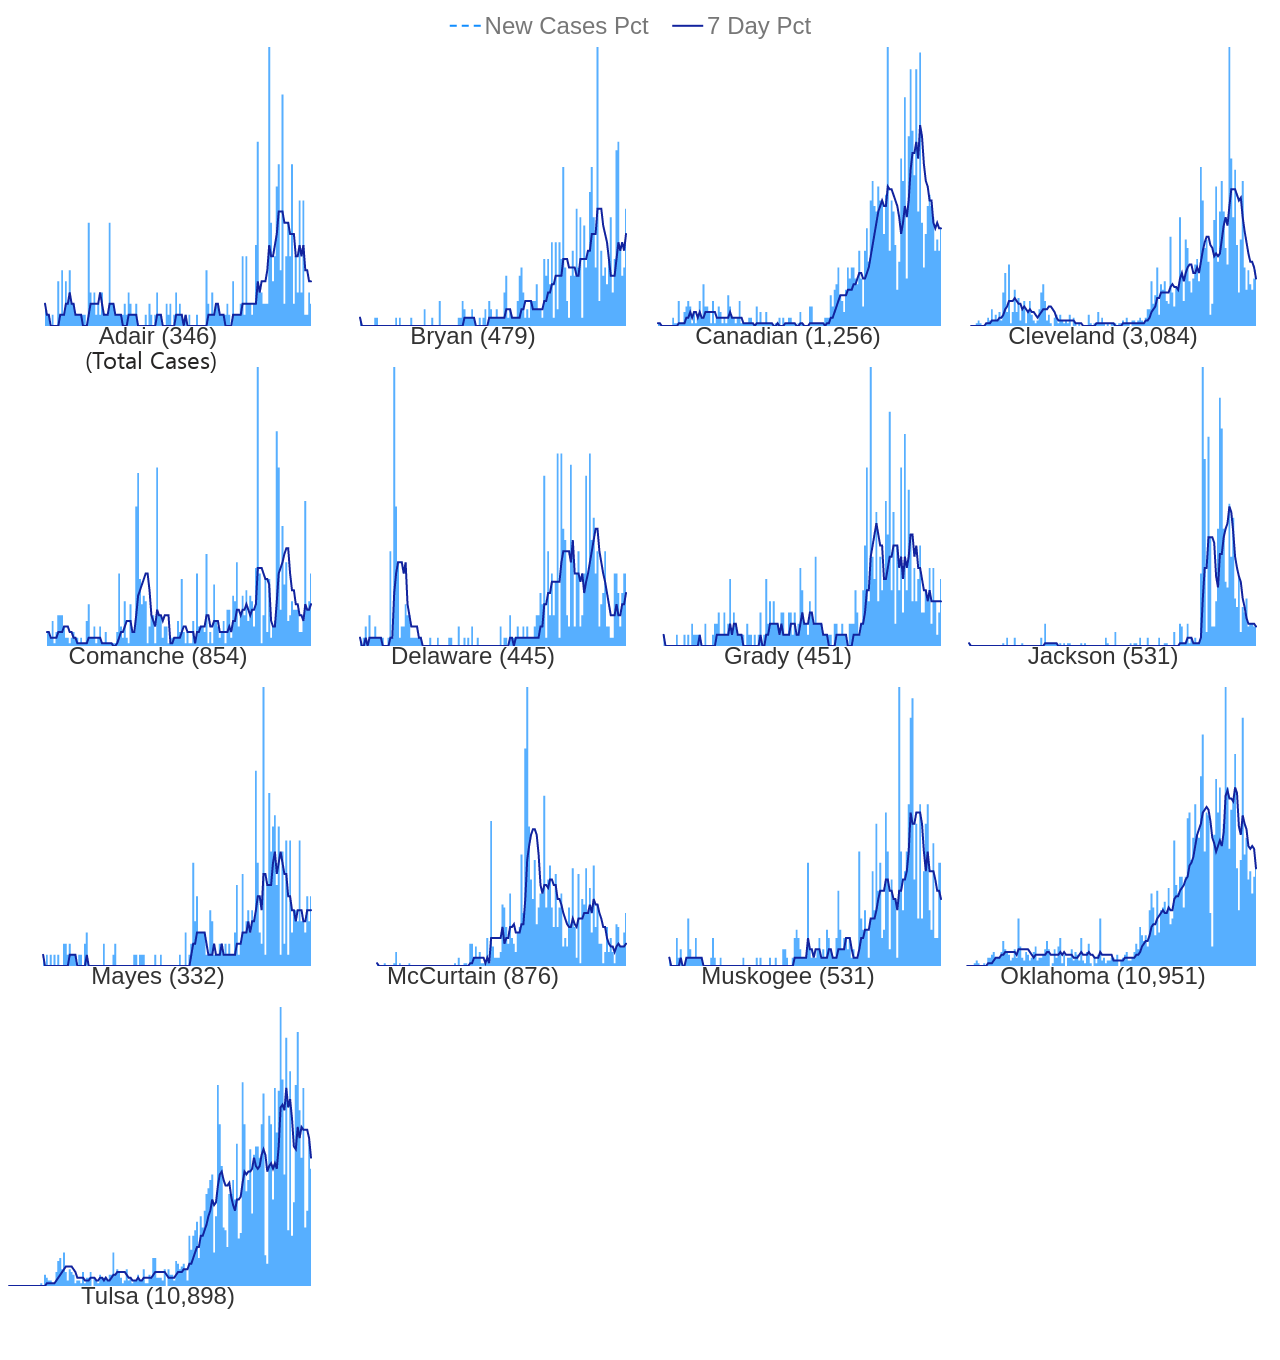 New Cases Pct 7 Day Pct
Adair (346) Bryan (479) Canadian (1,256) Cleveland (3,084)
(Total Cases)
Comanche (854) Delaware (445) Grady (451) Jackson (531)
Mayes (332) McCurtain (876) Muskogee (531) Oklahoma (10,951)
Tulsa (10,898)